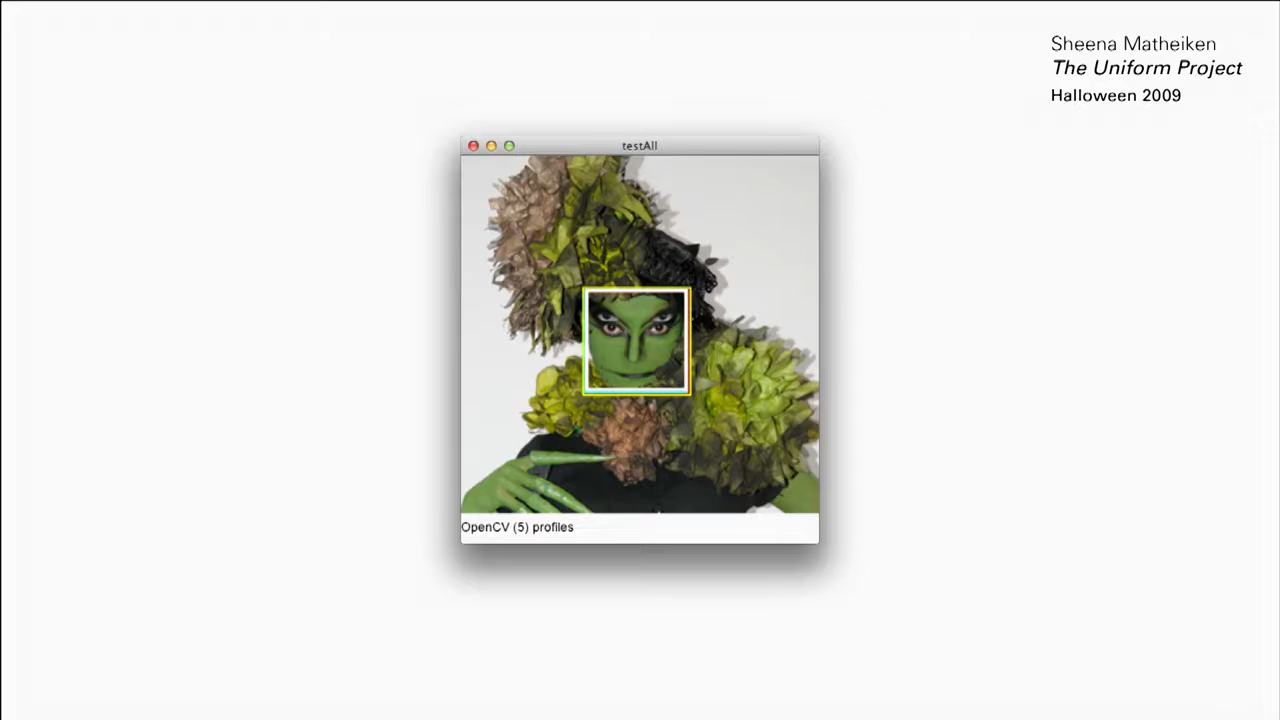 Sheena Matheiken
The Uniform Project
Halloween 2009
testAll
OpenCV (5) profiles